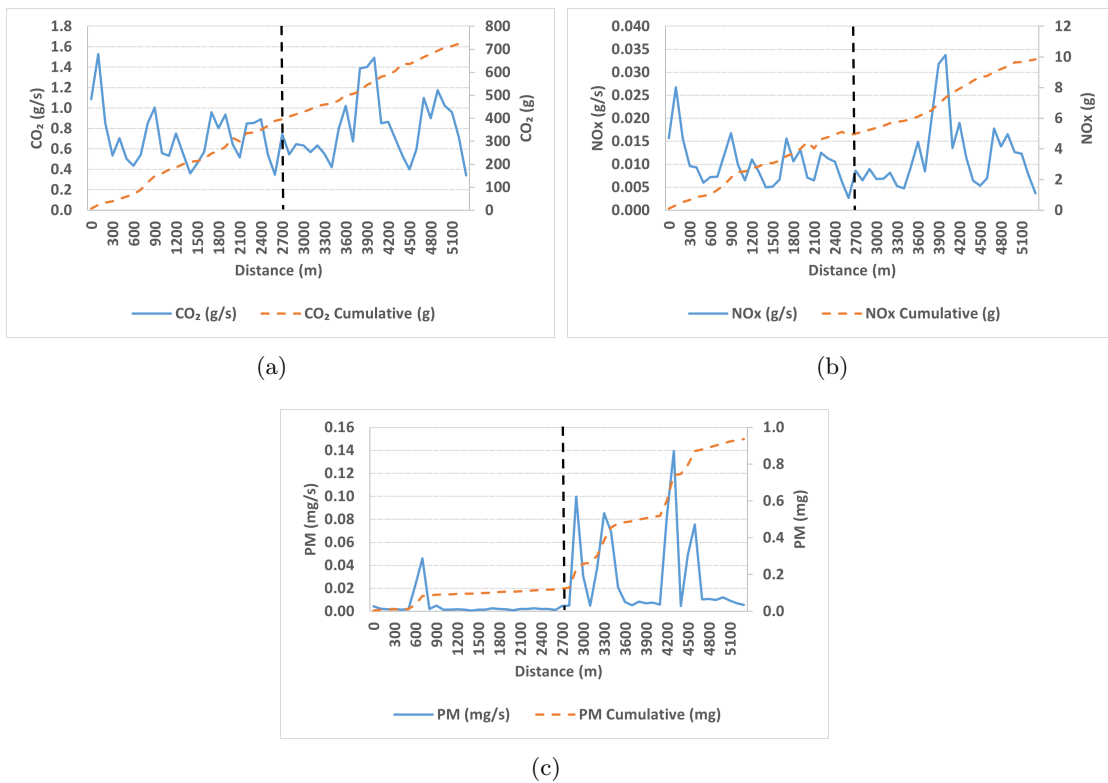 1.8
1.6
1.4
1.2
1.0
0.8
0.6
0.4
0.2
0.0
CO₂ (g/s)
800
700
600
500
400
300
200
100
0
CO₂ (g)
0 300 600 900 1200 1500 1800 2100 2400 2700 3000 3300 3600 3900 4200 4500 4800 5100
Distance (m)
CO₂ (g/s) CO₂ Cumulative (g)
(a)
0.040
0.035
0.030
0.025
0.020
0.015
0.010
0.005
0.000
NOx (g/s)
12
10
8
6
4
2
0
NOx (g)
0 300 600 900 1200 1500 1800 2100 2400 2700 3000 3300 3600 3900 4200 4500 4800 5100
Distance (m)
NOx (g/s) NOx Cumulative (g)
(b)
0.16
0.14
0.12
0.10
0.08
0.06
0.04
0.02
0.00
PM (mg/s)
1.0
0.8
0.6
0.4
0.2
0.0
PM (mg)
0 300 600 900 1200 1500 1800 2100 2400 2700 3000 3300 3600 3900 4200 4500 4800 5100
Distance (m)
PM (mg/s) PM Cumulative (mg)
(c)